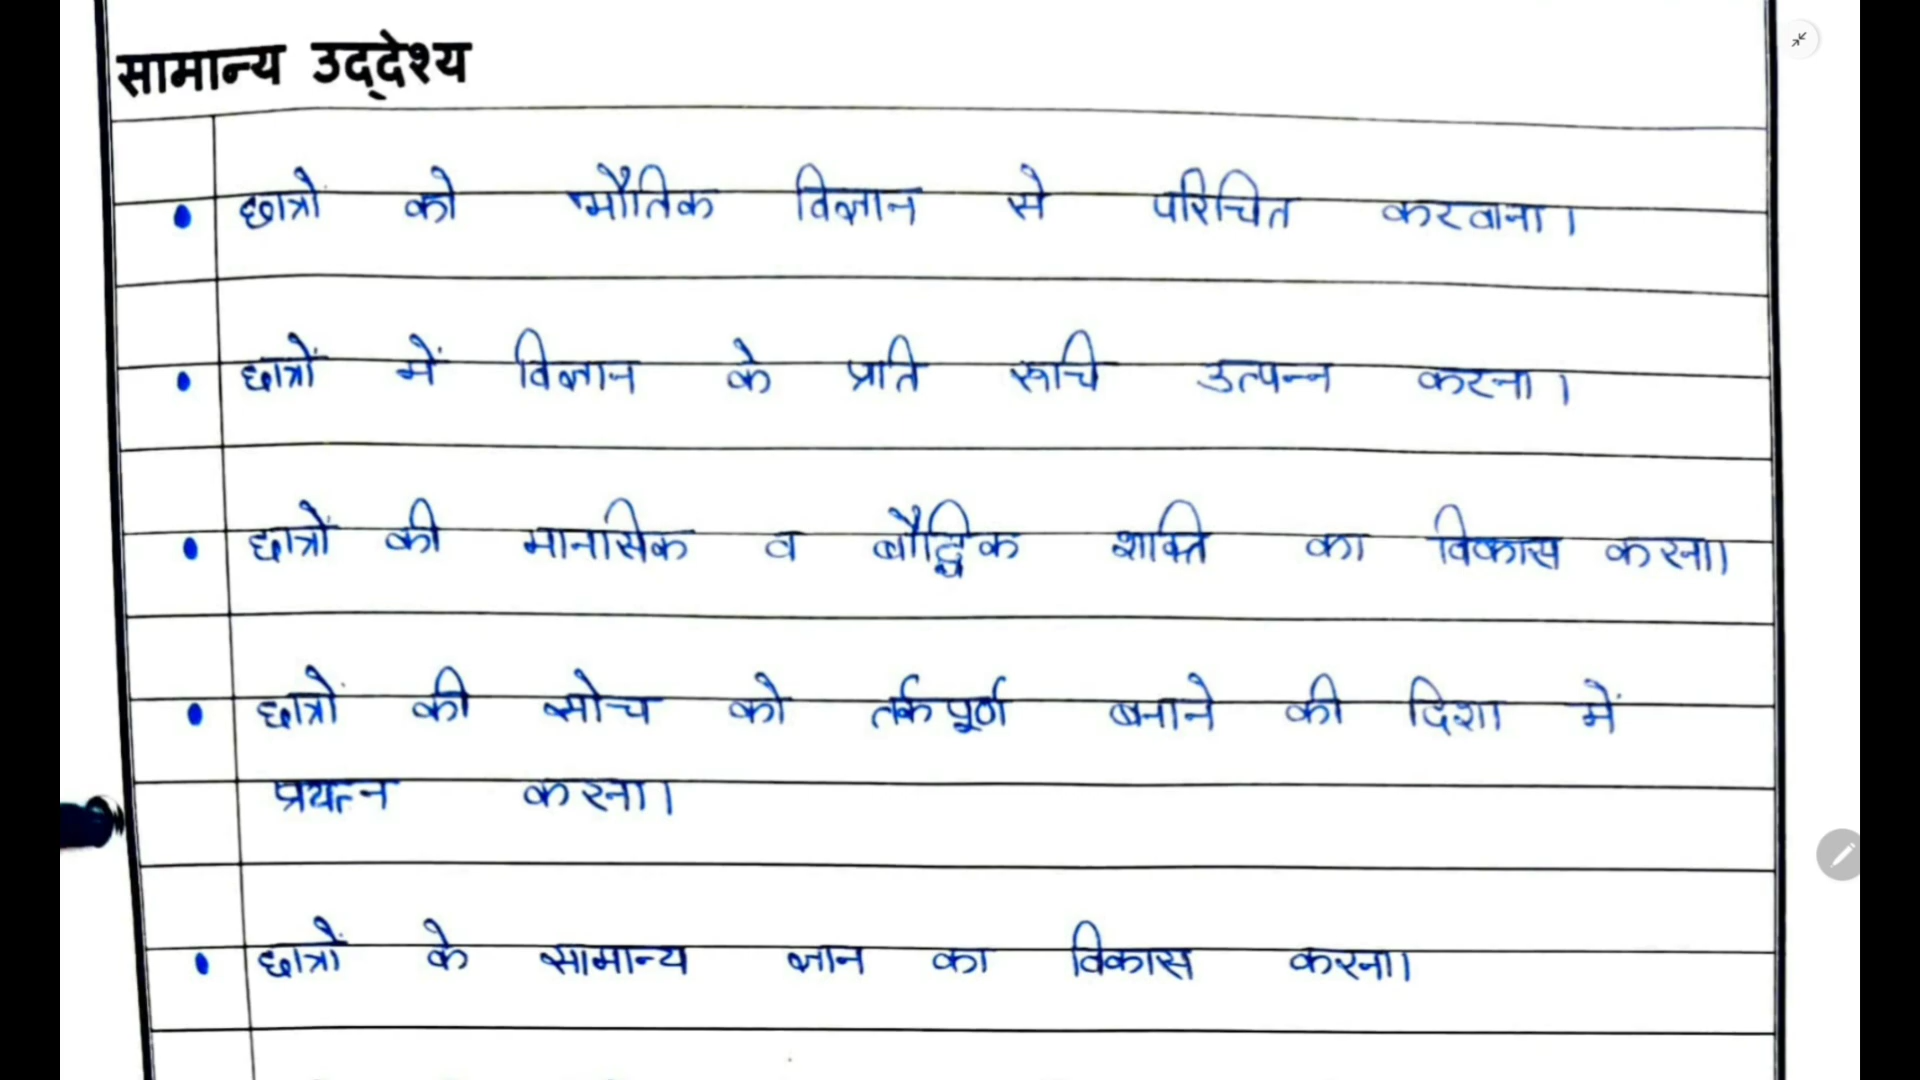 सामान्य उद्देश्य
• छात्रों को भौतिक विज्ञान से परिचित करवाना।
• छात्रों में विज्ञान के प्रति रूचि उत्पन्न करना।
• छात्रों की मानसिक व बौद्धिक शक्ति का विकास करना।
• छात्रों की सोच को तर्कपूर्ण बनाने की दिशा में
प्रयत्न करना।
• छात्रों के सामान्य ज्ञान का विकास करना।